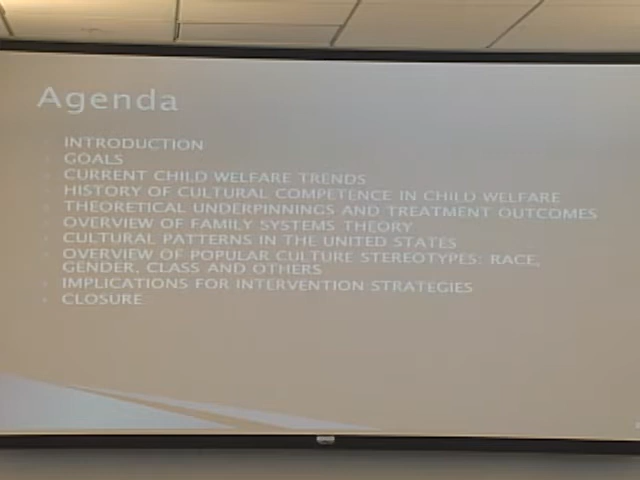 Agenda
INTRODUCTION
GOALS
CURRENT CHILD WELFARE TRENDS
HISTORY OF CULTURAL COMPETENCE IN CHILD WELFARE
THEORETICAL UNDERPINNINGS AND TREATMENT OUTCOMES
OVERVIEW OF FAMILY SYSTEMS THEORY
CULTURAL PATTERNS IN THE UNITED STATES
OVERVIEW OF POPULAR CULTURE STEREOTYPES: RACE,
GENDER, CLASS AND OTHERS
IMPLICATIONS FOR INTERVENTION STRATEGIES
CLOSURE